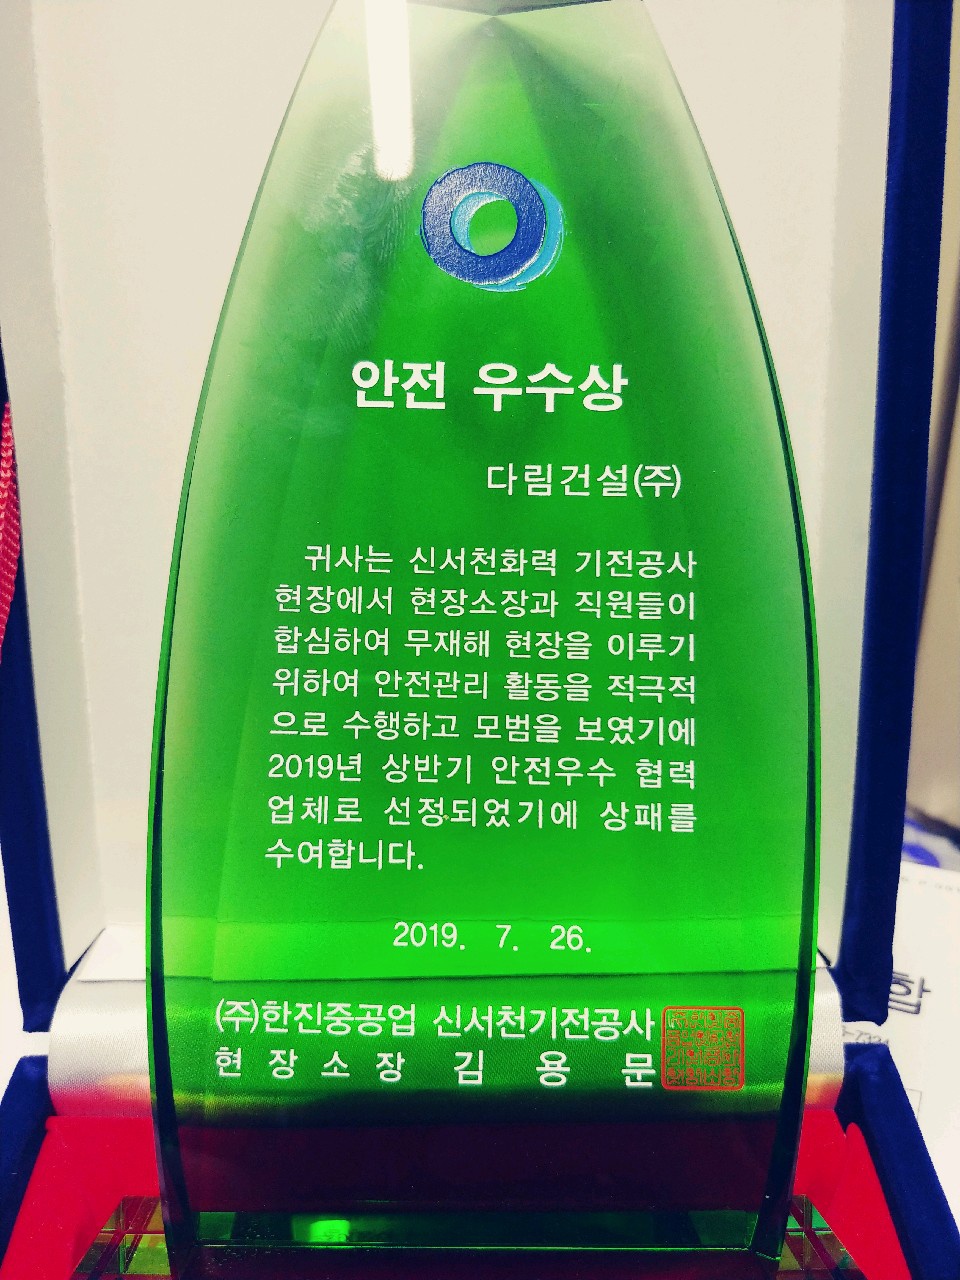 안전 우수상
다림건설(주)
귀사는 신서천화력 기전공사
현장에서 현장소장과 직원들이
합심하여 무재해 현장을 이루기
위하여 안전관리 활동을 적극적
으로 수행하고 모범을 보였기에
2019년 상반기 안전우수 협력
업체로 선정되었기에 상패를
수여합니다.
2019. 7. 26.
(주)한진중공업 신서천기전공사
현장소장 김용문
합